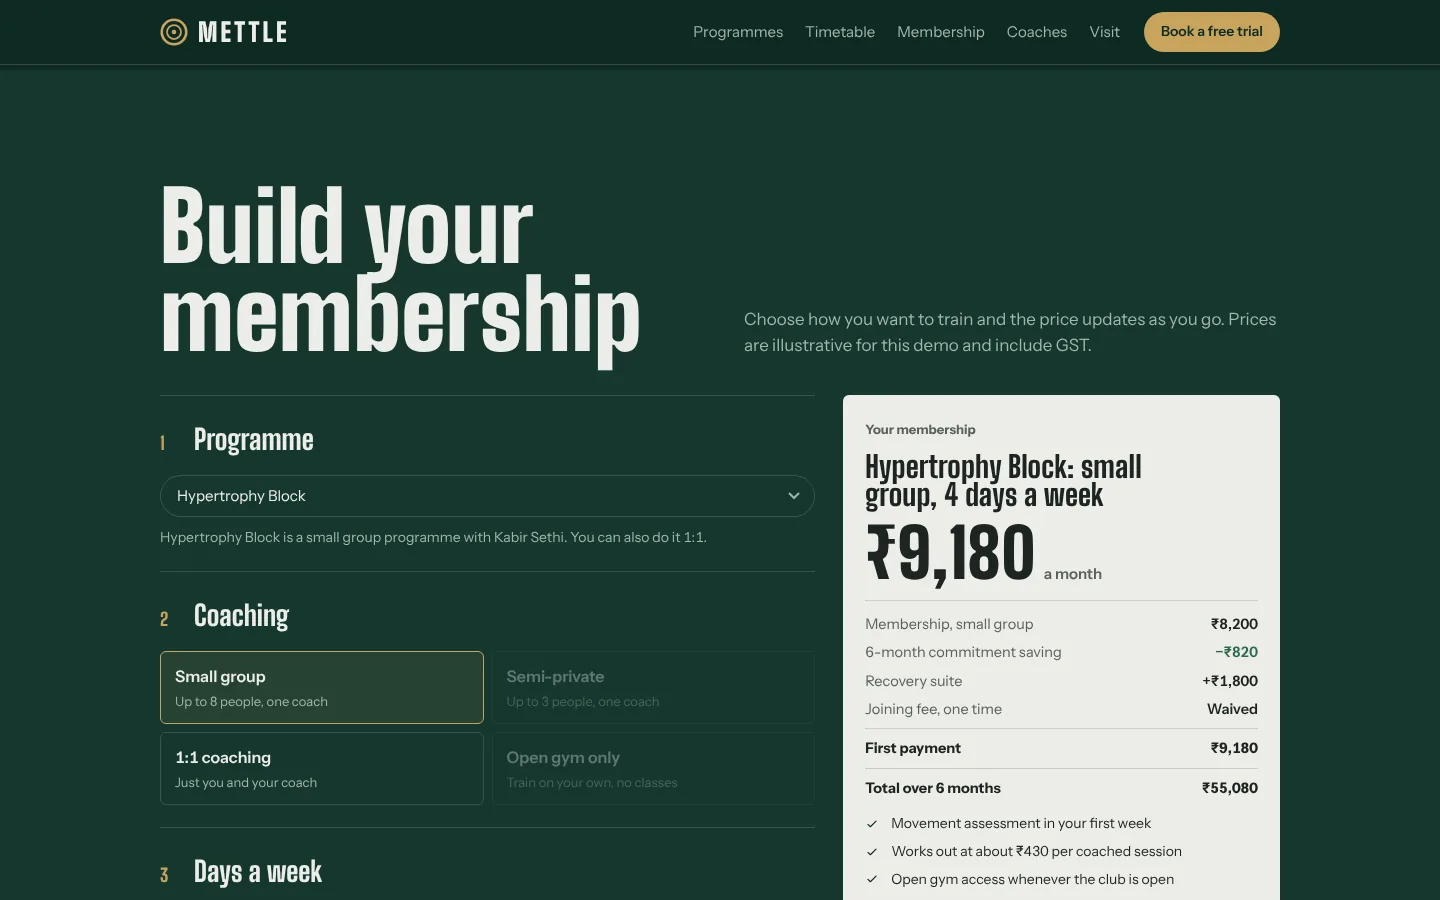 METTLE
Programmes
Timetable
Membership
Coaches
Visit
Book a free trial
Build your
membership
Choose how you want to train and the price updates as you go. Prices
are illustrative for this demo and include GST.
1 Programme
Hypertrophy Block
Hypertrophy Block is a small group programme with Kabir Sethi. You can also do it 1:1.
2 Coaching
Small group
Up to 8 people, one coach
Semi-private
Up to 3 people, one coach
1:1 coaching
Just you and your coach
Open gym only
Train on your own, no classes
3 Days a week
Your membership
Hypertrophy Block: small
group, 4 days a week
₹9,180 a month
Membership, small group ₹8,200
6-month commitment saving −₹820
Recovery suite +₹1,800
Joining fee, one time Waived
First payment ₹9,180
Total over 6 months ₹55,080
Movement assessment in your first week
Works out at about ₹430 per coached session
Open gym access whenever the club is open